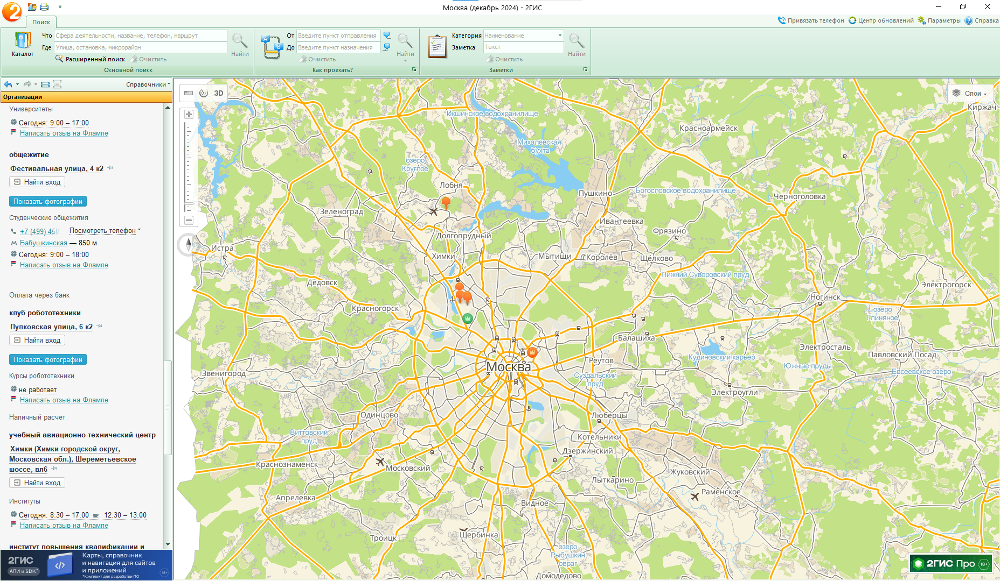 Москва (декабрь 2024) - 2ГИС
Поиск
Привязать телефон
Центр обновлений
Параметры
Справка
Каталог
Что
Сфера деятельности, название, телефон, маршрут
Где
Улица, остановка, микрорайон
Расширенный поиск
Очистить
Найти
Основной поиск
От
Введите пункт отправления
До
Введите пункт назначения
Очистить
Найти
Как проехать?
Категория
Наименование
Заметка
Текст
Очистить
Найти
Заметки
Справочники
Организации
Университеты
Сегодня: 9:00 – 17:00
Написать отзыв на Флампе
общежитие
Фестивальная улица, 4 к2
Найти вход
Показать фотографии
Студенческие общежития
+7 (499) 458
Посмотреть телефон
Бабушкинская — 850 м
Сегодня: 9:00 – 18:00
Написать отзыв на Флампе
Оплата через банк
клуб робототехники
Пулковская улица, 6 к2
Найти вход
Показать фотографии
Курсы робототехники
не работает
Написать отзыв на Флампе
Наличный расчёт
учебный авиационно-технический центр
Химки (Химки городской округ,
Московская обл.), Шереметьевское
шоссе, вл6
Найти вход
Институты
Сегодня: 8:30 – 17:00 12:30 – 13:00
Написать отзыв на Флампе
институт повышения квалификации и
2ГИС
АПИ и SDK*
Карты, справочник
и навигация для сайтов
и приложений
*Комплект для разработки ПО
18+
3D
Слои
Киржач
Икшинское водохранилище
Красноармейск
Михалёвская
бухта
озеро
Круглое
Лобня
Пушкино
Богословское водохранилище
Черноголовка
Зеленоград
Ивантеевка
Фрязино
Долгопрудный
Истра
Химки
Мытищи
Королёв
Щёлково
Нижний Суворовский пруд
Дедовск
Электрогорск
Ногинск
Красногорск
озеро
Глиняное
Балашиха
Электросталь
Кудиновский карьер
Павловский Посад
Реутов
Москва
Южные пруды
Евсеевское озеро
Звенигород
Суздальский
пруд
Электроугли
Одинцово
Люберцы
Виттовский
пруд
Котельники
Дзержинский
Краснознаменск
Московский
Жуковский
Лыткарино
Раменское
Апрелевка
Видное
Троицк
Щербинка
озеро
Рыбушкин
овраг
Домодедово
2ГИС Про
18+